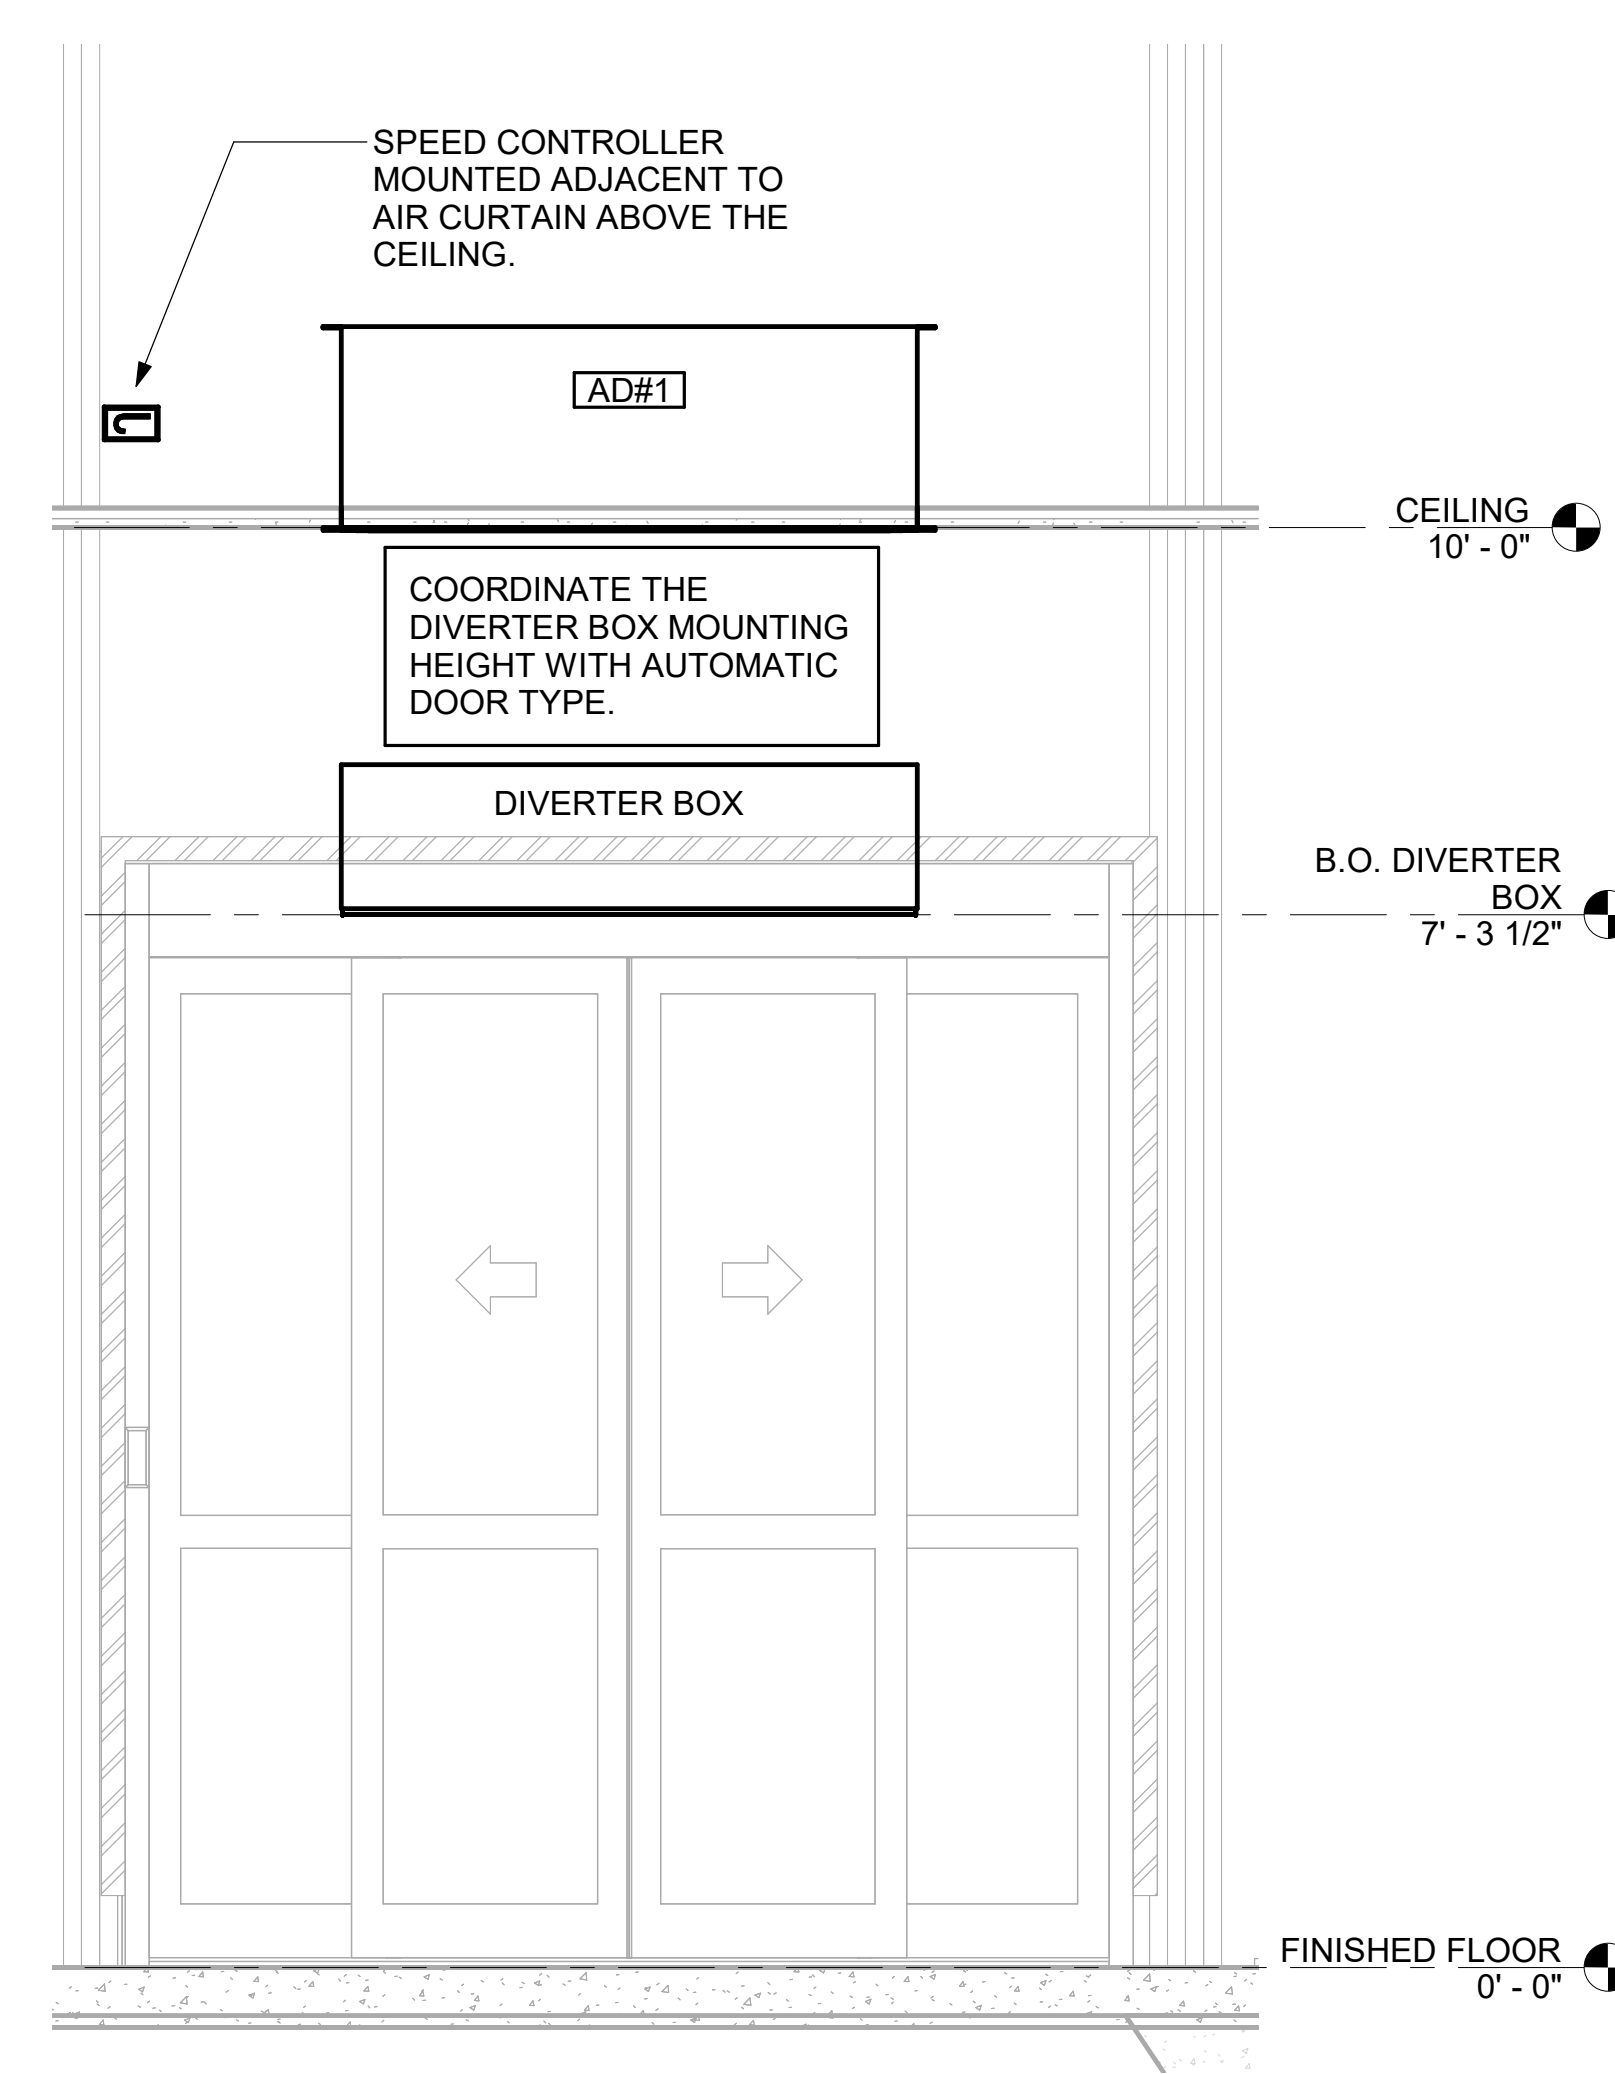 SPEED CONTROLLER
MOUNTED ADJACENT TO
AIR CURTAIN ABOVE THE
CEILING.
AD#1
CEILING
10' - 0"
COORDINATE THE
DIVERTER BOX MOUNTING
HEIGHT WITH AUTOMATIC
DOOR TYPE.
DIVERTER BOX
B.O. DIVERTER
BOX
7' - 3 1/2"
FINISHED FLOOR
0' - 0"